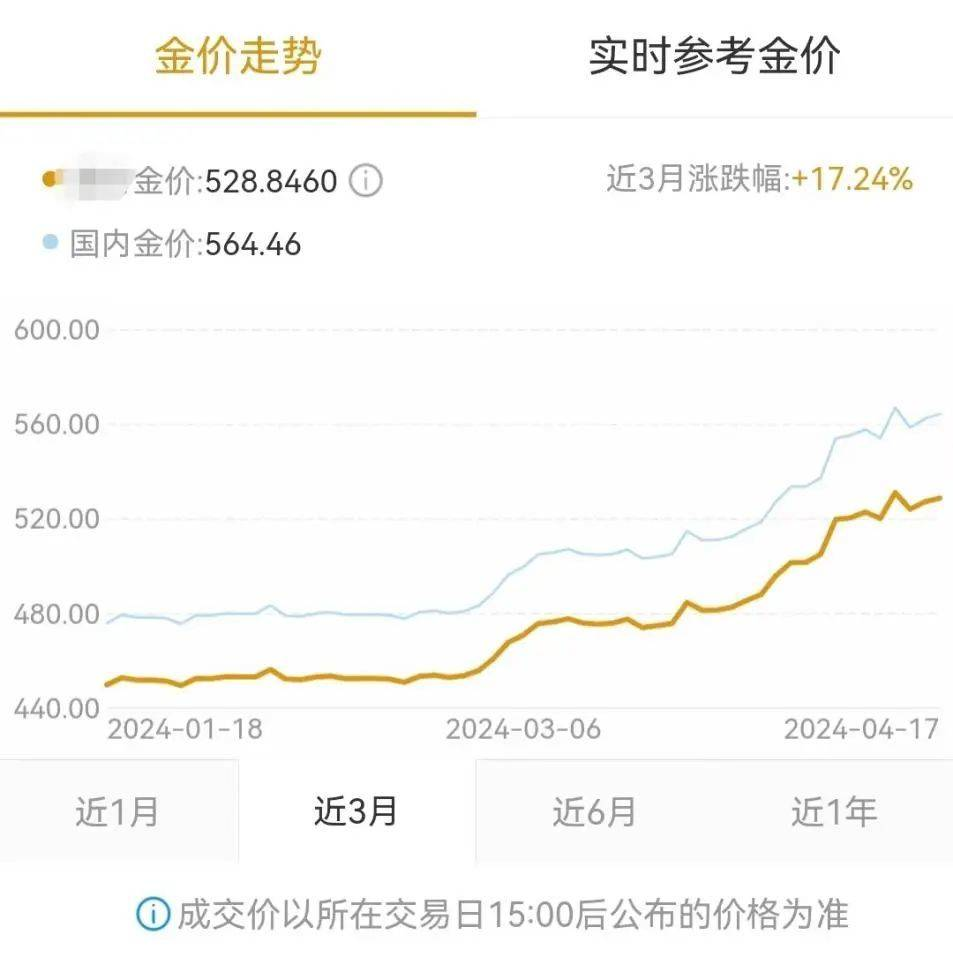 金价走势 实时参考金价
金价:528.8460 近3月涨跌幅:+17.24%
国内金价:564.46
600.00
560.00
520.00
480.00
440.00
2024-01-18 2024-03-06 2024-04-17
近1月 近3月 近6月 近1年
成交价以所在交易日15:00后公布的价格为准